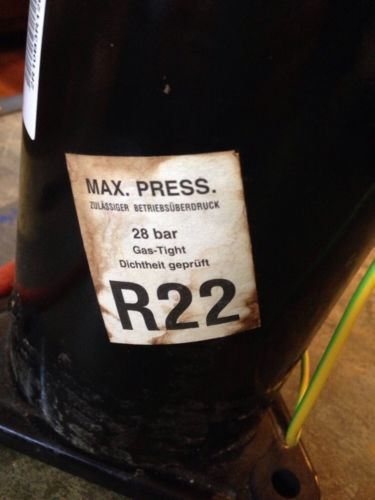 MAX. PRESS.
ZULÄSSIGER BETRIEBSÜBERDRUCK
28 bar
Gas-Tight
Dichtheit geprüft
R22